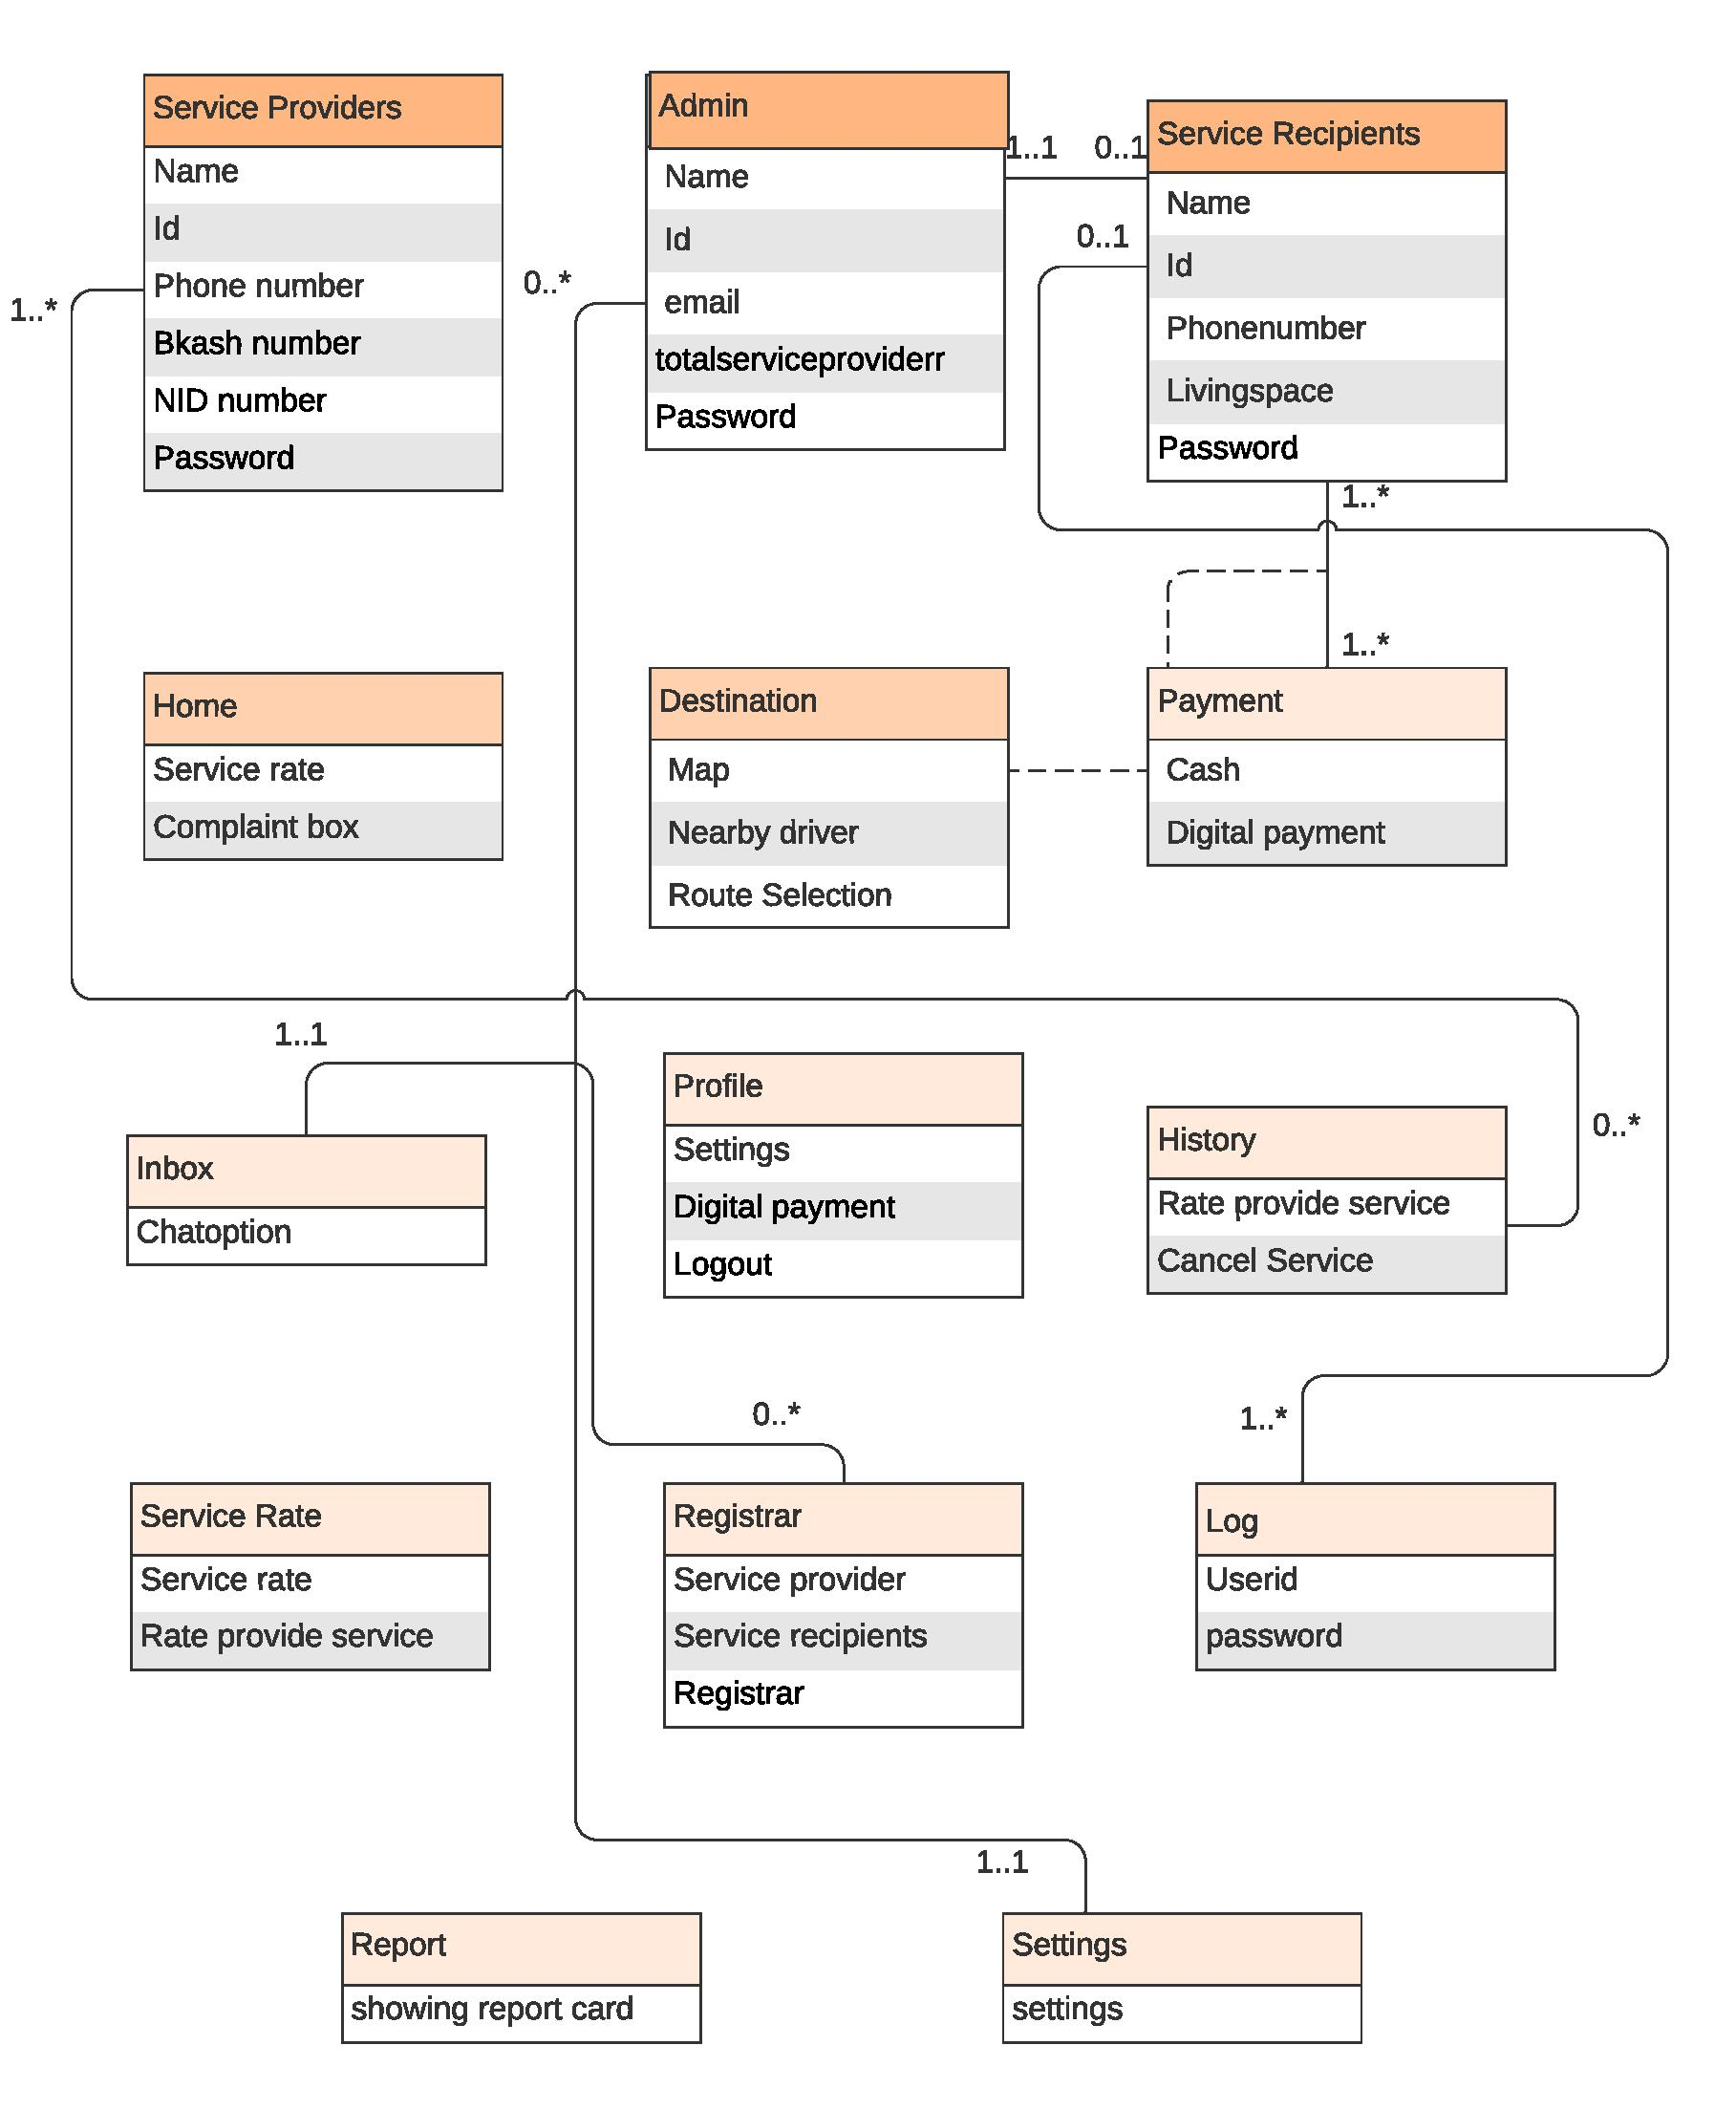 Service Providers
Name
Id
Phone number
Bkash number
NID number
Password
1..*
Admin
Name
Id
email
totalserviceproviderr
Password
0..*
1..1
0..1
Service Recipients
Name
Id
Phonenumber
Livingspace
Password
0..1
1..*
1..*
Home
Service rate
Complaint box
Destination
Map
Nearby driver
Route Selection
Payment
Cash
Digital payment
1..1
Inbox
Chatoption
Profile
Settings
Digital payment
Logout
History
Rate provide service
Cancel Service
0..*
0..*
1..*
Service Rate
Service rate
Rate provide service
Registrar
Service provider
Service recipients
Registrar
Log
Userid
password
1..1
Report
showing report card
Settings
settings